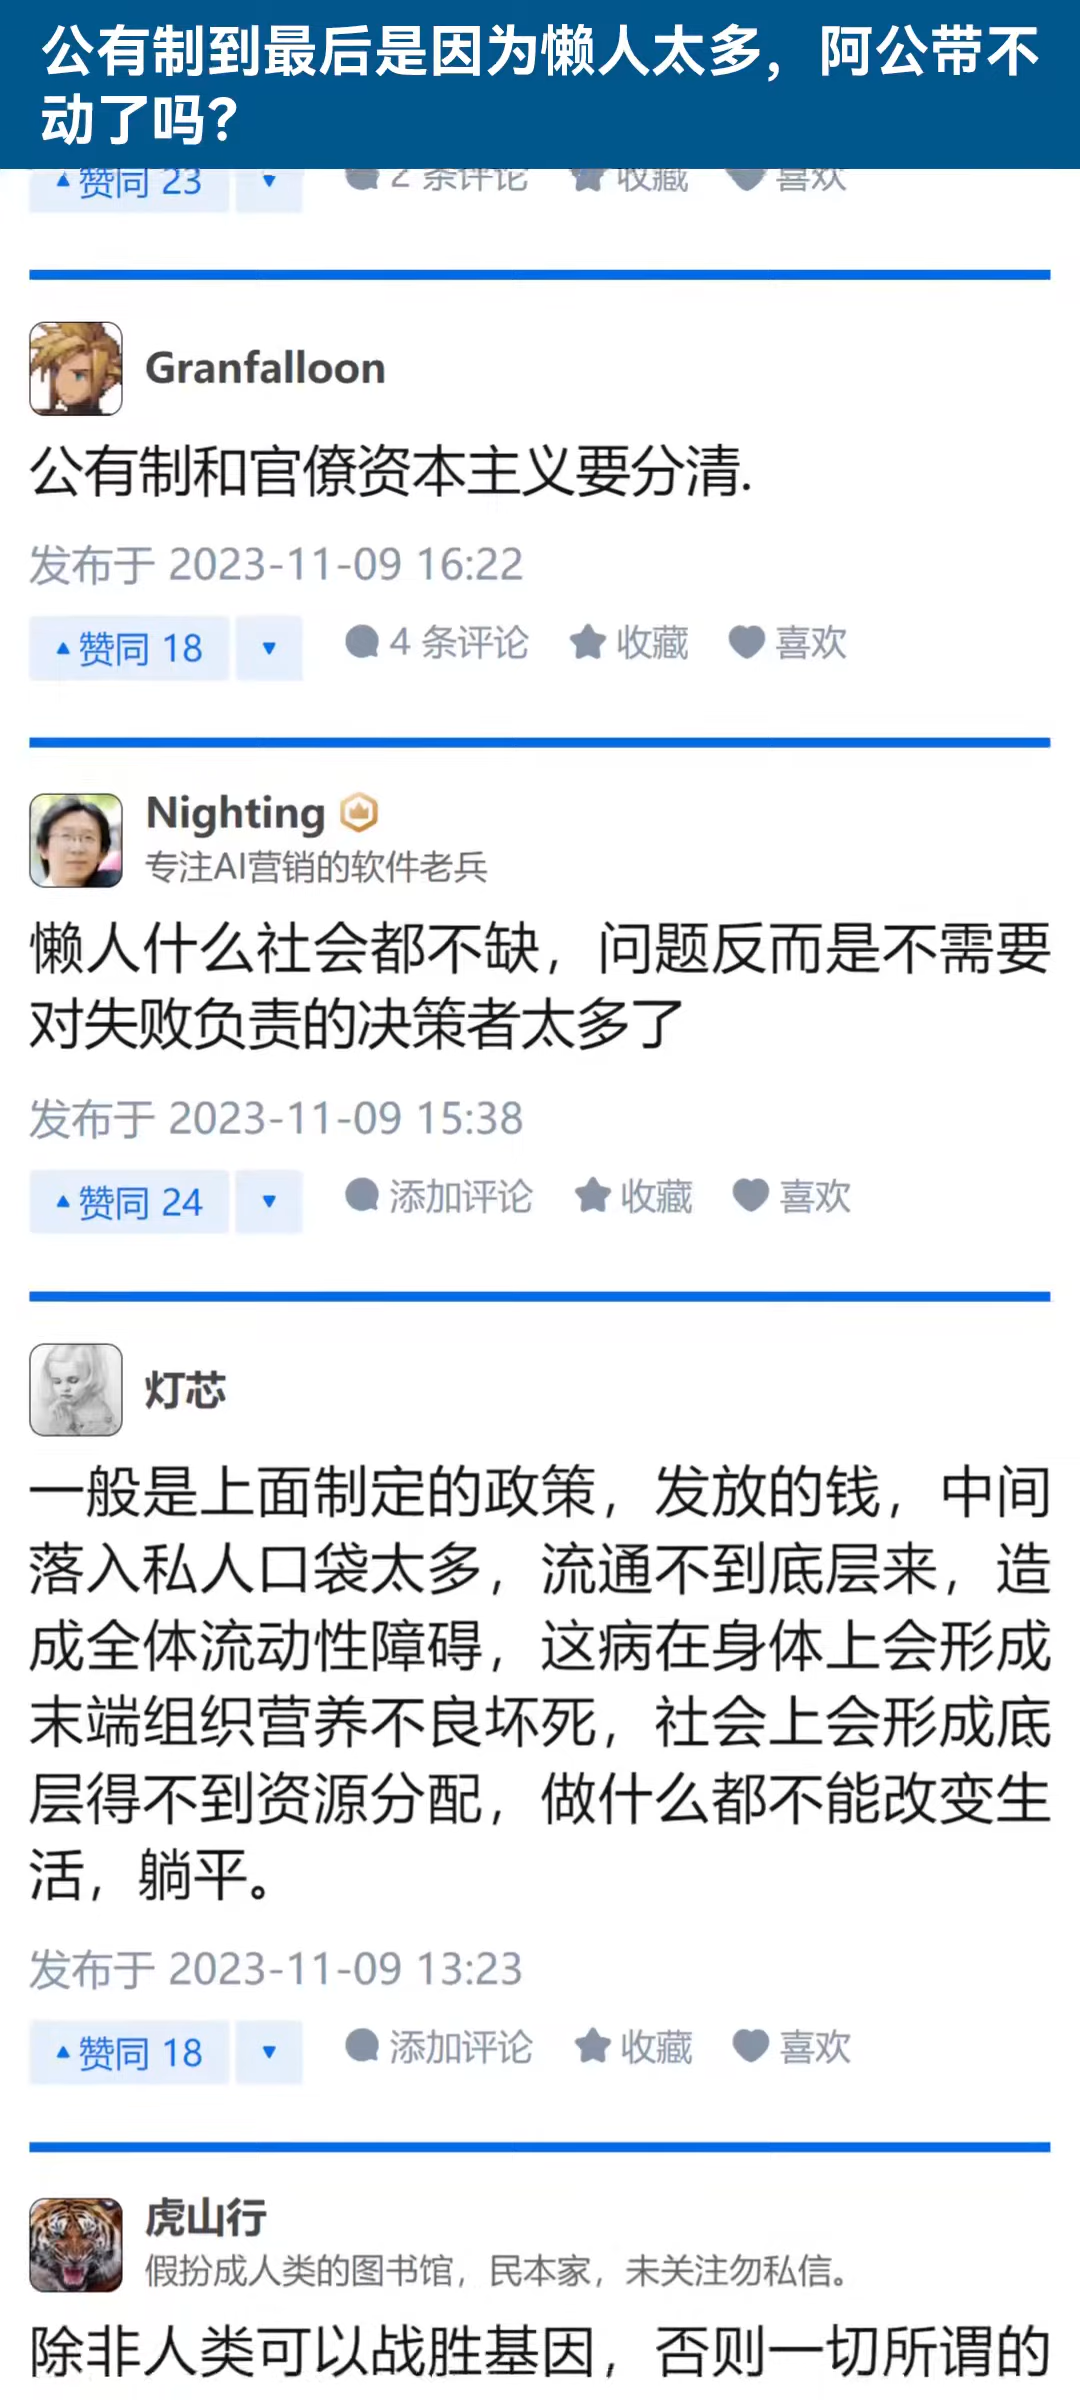 公有制到最后是因为懒人太多，阿公带不
动了吗？
赞同 23
2 条评论
收藏
喜欢
Granfalloon
公有制和官僚资本主义要分清.
发布于 2023-11-09 16:22
赞同 18
4 条评论
收藏
喜欢
Nighting
专注AI营销的软件老兵
懒人什么社会都不缺，问题反而是不需要
对失败负责的决策者太多了
发布于 2023-11-09 15:38
赞同 24
添加评论
收藏
喜欢
灯芯
一般是上面制定的政策，发放的钱，中间
落入私人口袋太多，流通不到底层来，造
成全体流动性障碍，这病在身体上会形成
末端组织营养不良坏死，社会上会形成底
层得不到资源分配，做什么都不能改变生
活，躺平。
发布于 2023-11-09 13:23
赞同 18
添加评论
收藏
喜欢
虎山行
假扮成人类的图书馆，民本家，未关注勿私信。
除非人类可以战胜基因，否则一切所谓的